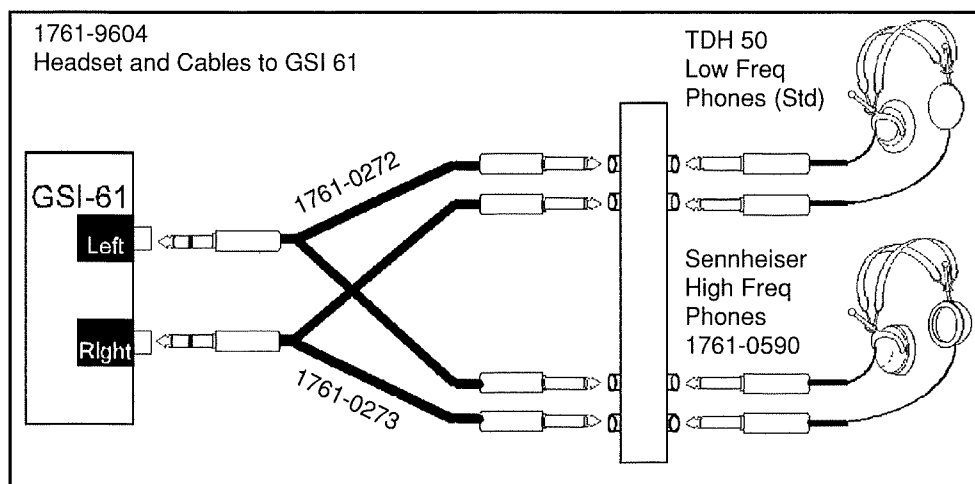 1761-9604
Headset and Cables to GSI 61
TDH 50
Low Freq
Phones (Std)
1761-0272
GSI-61
Left
RIght
1761-0273
Sennheiser
High Freq
Phones
1761-0590